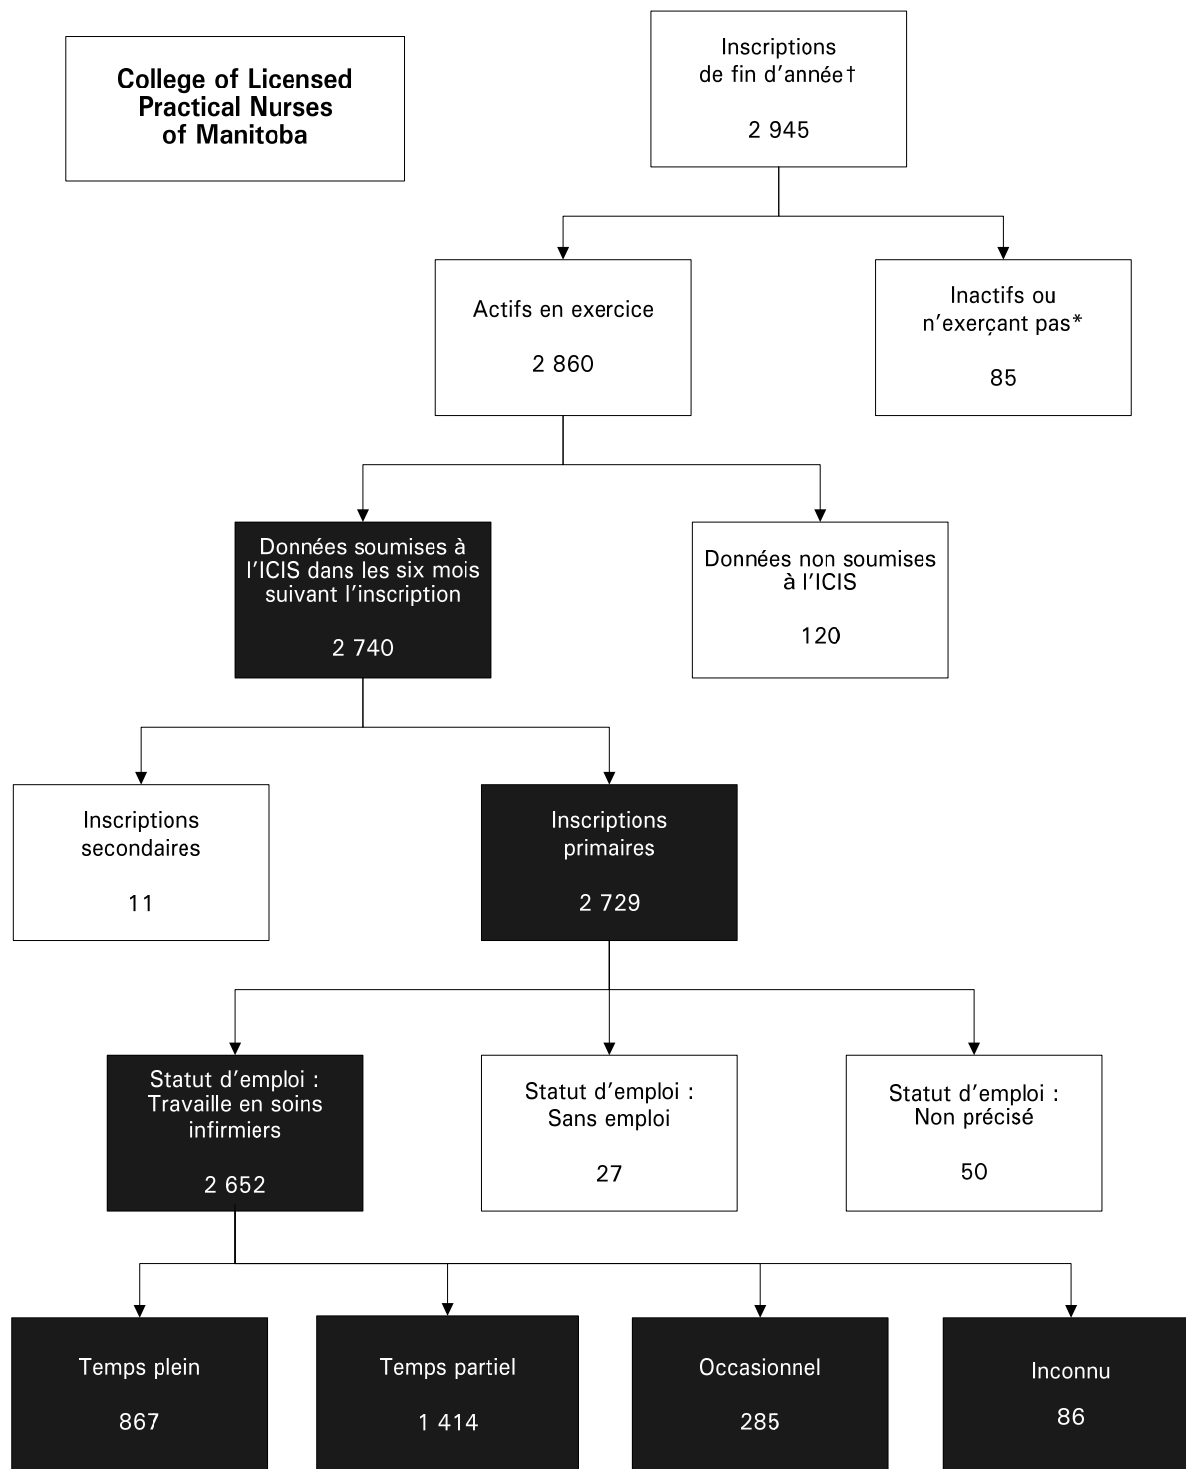 College of Licensed
Practical Nurses
of Manitoba
Inscriptions
de fin d'année†
2 945
Actifs en exercice
2 860
Inactifs ou
n'exerçant pas*
85
Données soumises à
l'ICIS dans les six mois
suivant l'inscription
2 740
Données non soumises
à l'ICIS
120
Inscriptions
secondaires
11
Inscriptions
primaires
2 729
Statut d'emploi :
Travaille en soins
infirmiers
2 652
Statut d'emploi :
Sans emploi
27
Statut d'emploi :
Non précisé
50
Temps plein
867
Temps partiel
1 414
Occasionnel
285
Inconnu
86